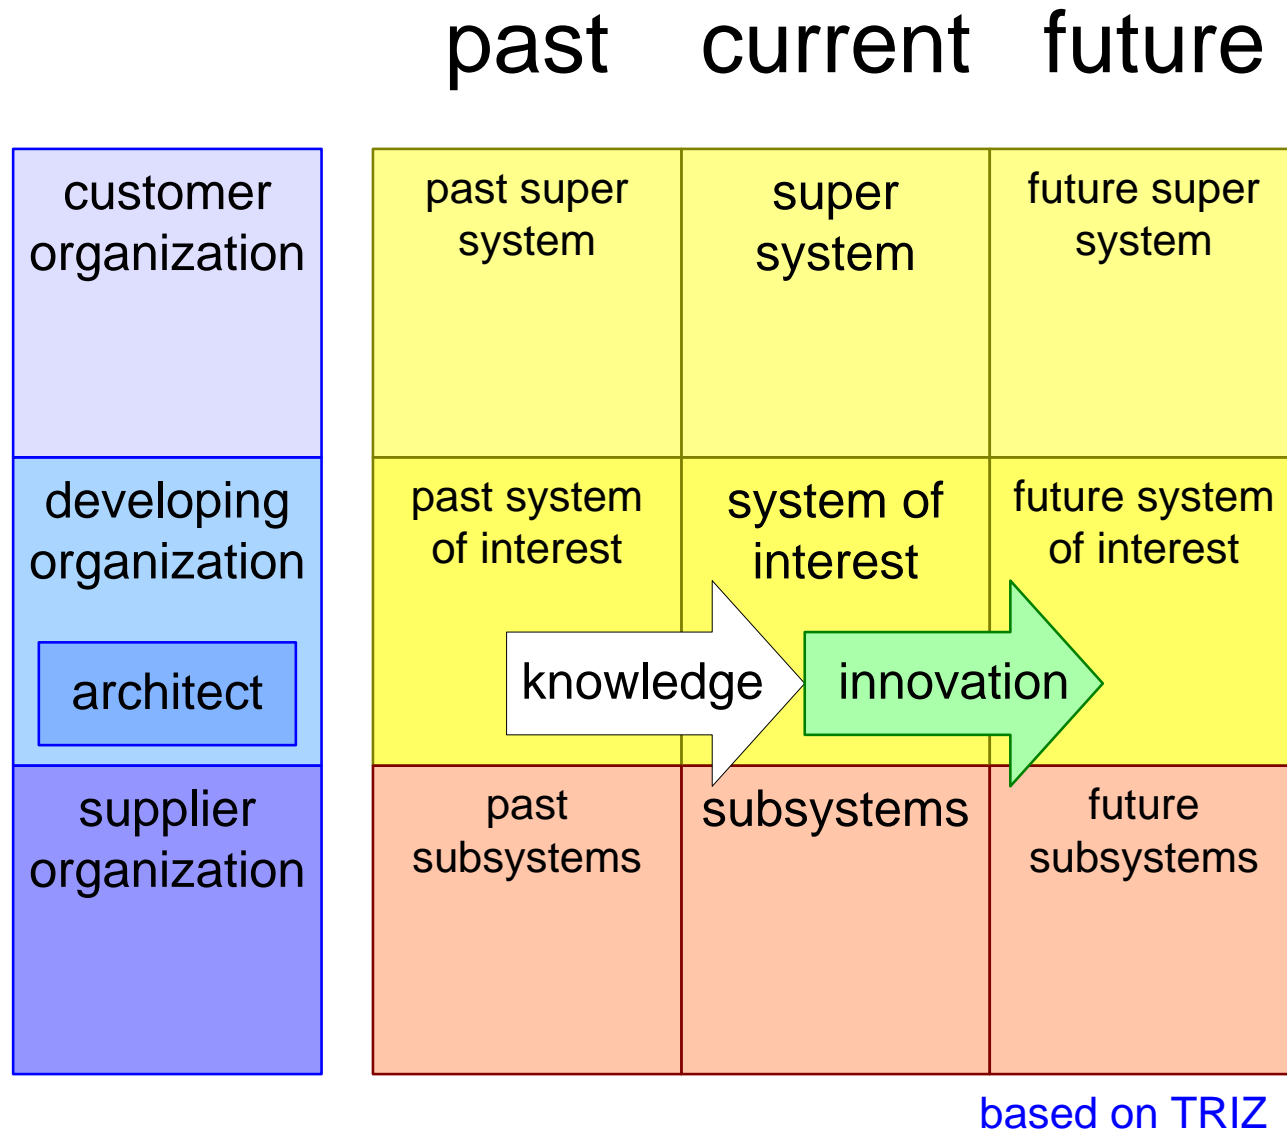 past current future
customer
organization
past super
system
super
system
future super
system
developing
organization
architect
past system
of interest
system of
interest
future system
of interest
knowledge
innovation
supplier
organization
past
subsystems
subsystems
future
subsystems
based on TRIZ